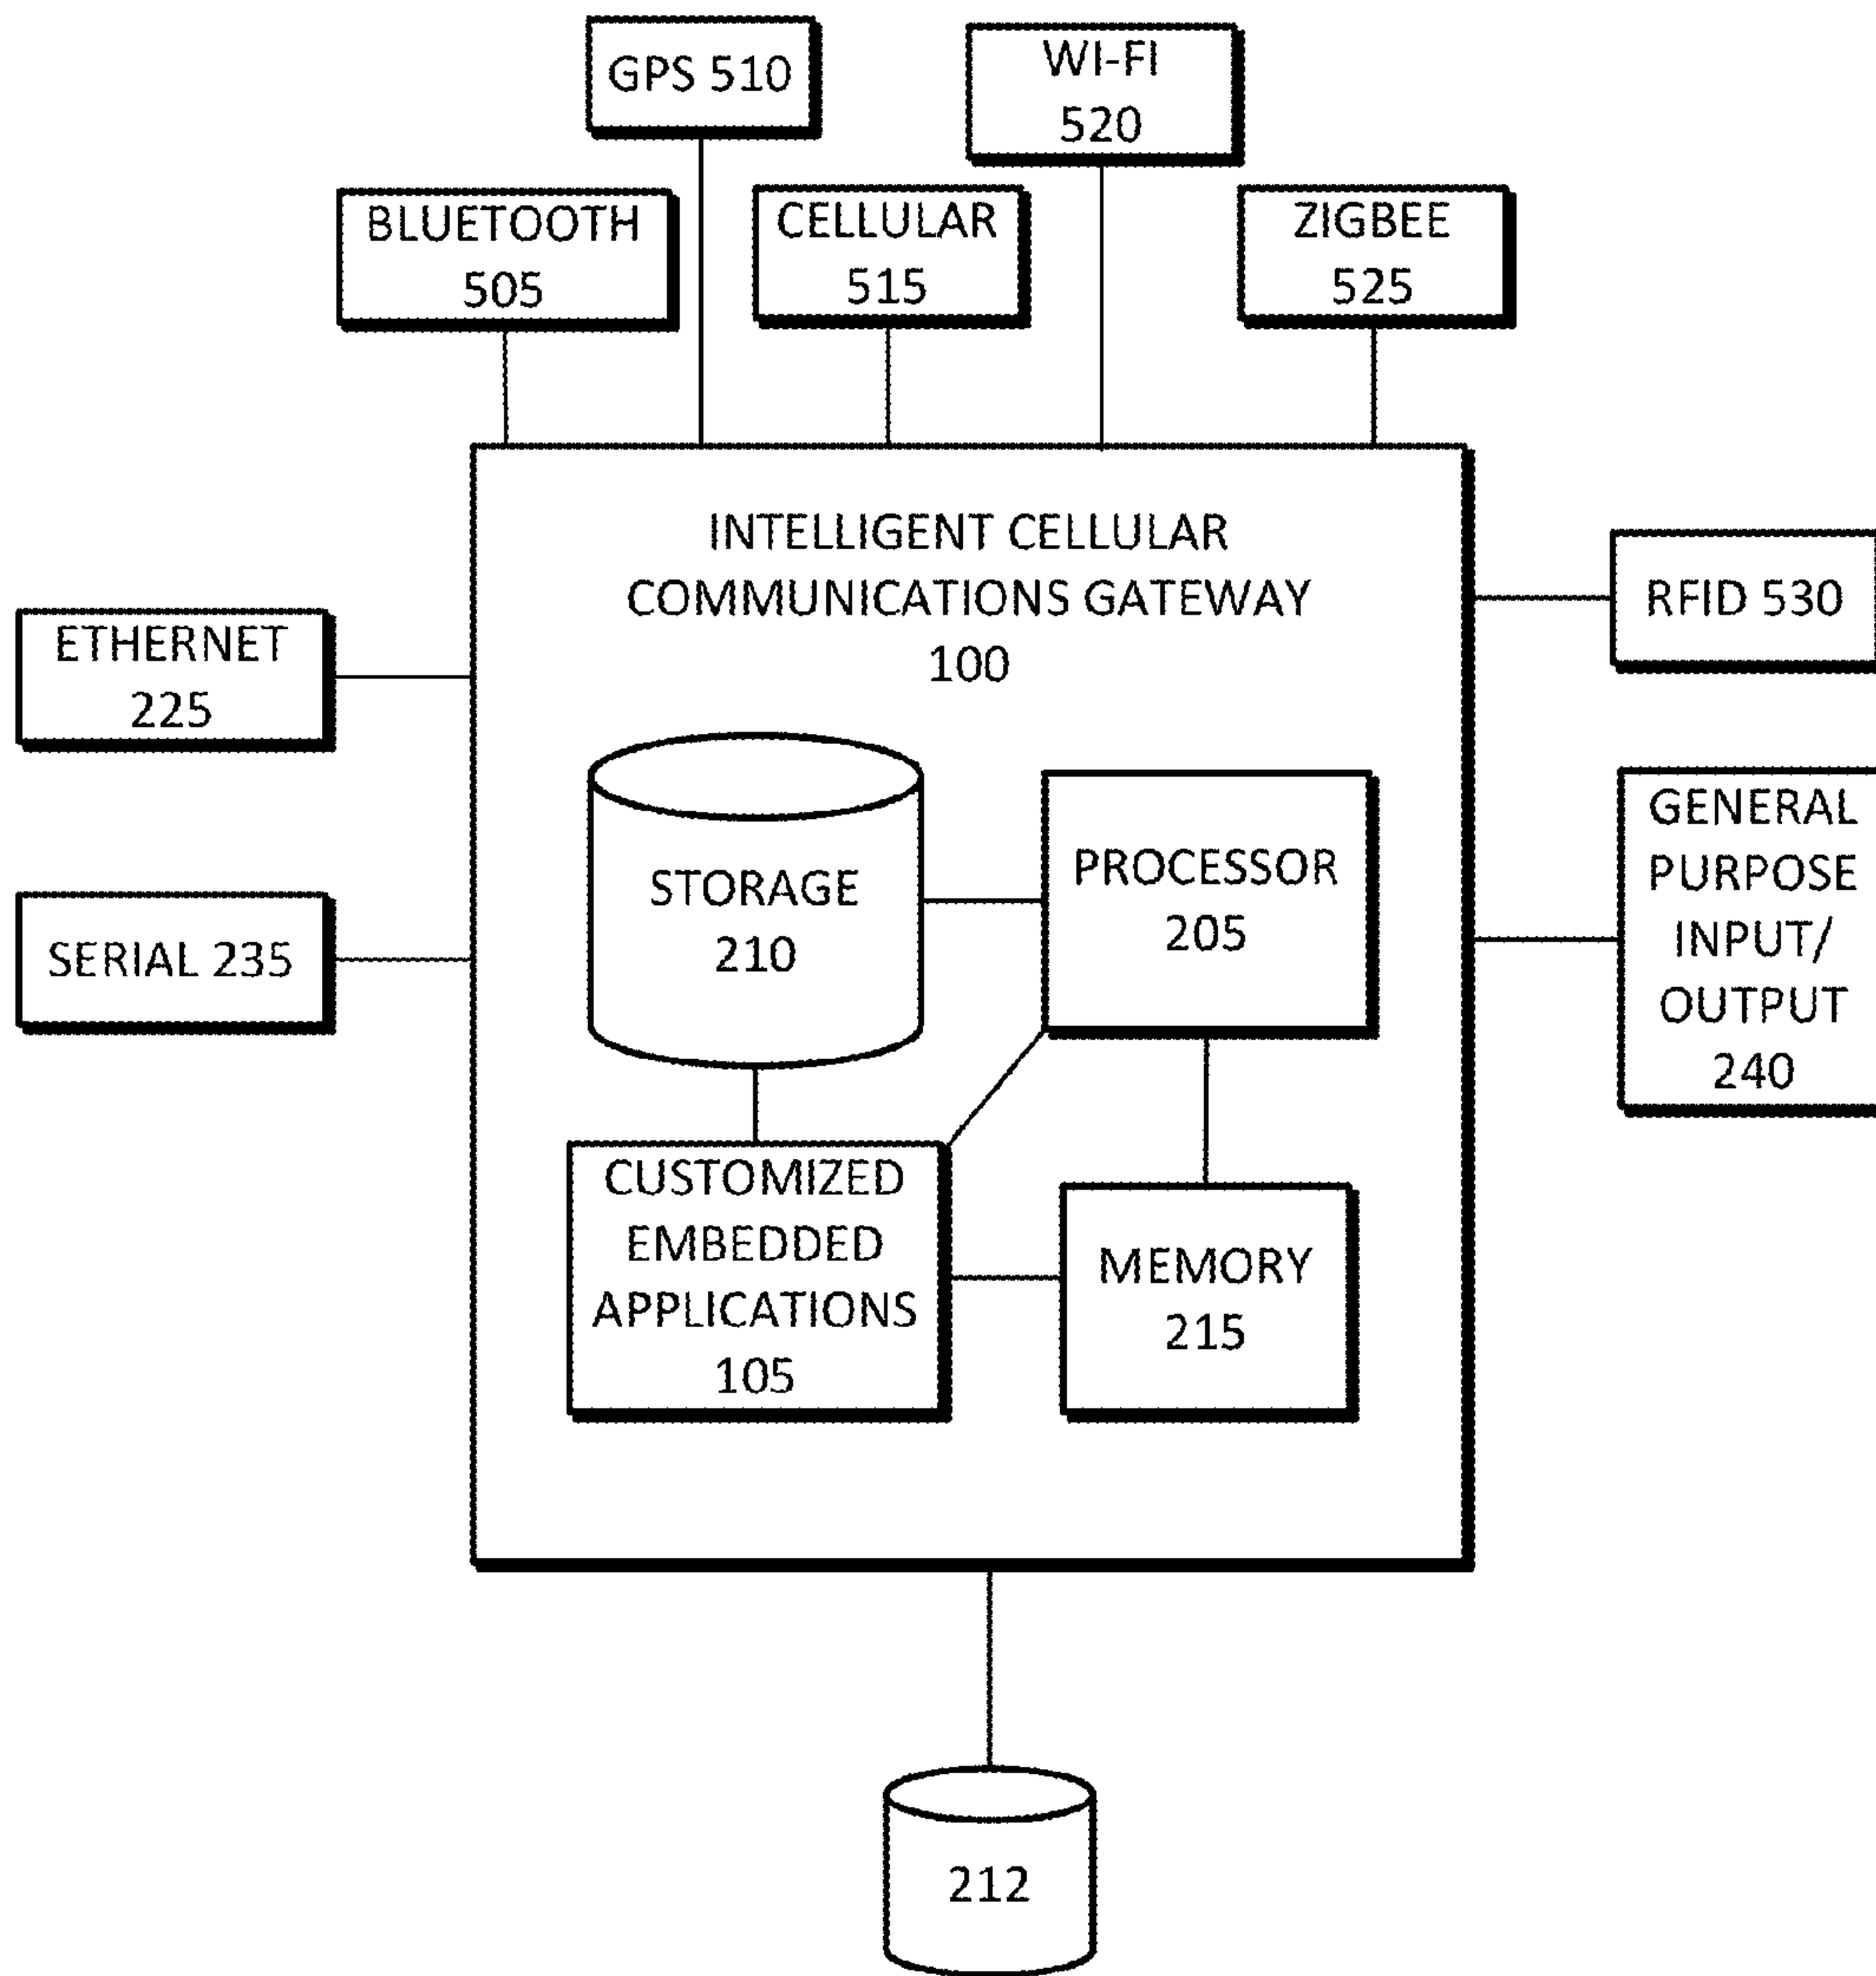 GPS 510
WI-FI
520
BLUETOOTH
505
CELLULAR
515
ZIGBEE
525
INTELLIGENT CELLULAR
COMMUNICATIONS GATEWAY
100
RFID 530
ETHERNET
225
GENERAL
PURPOSE
INPUT/
OUTPUT
240
STORAGE
210
PROCESSOR
205
SERIAL 235
CUSTOMIZED
EMBEDDED
APPLICATIONS
105
MEMORY
215
212